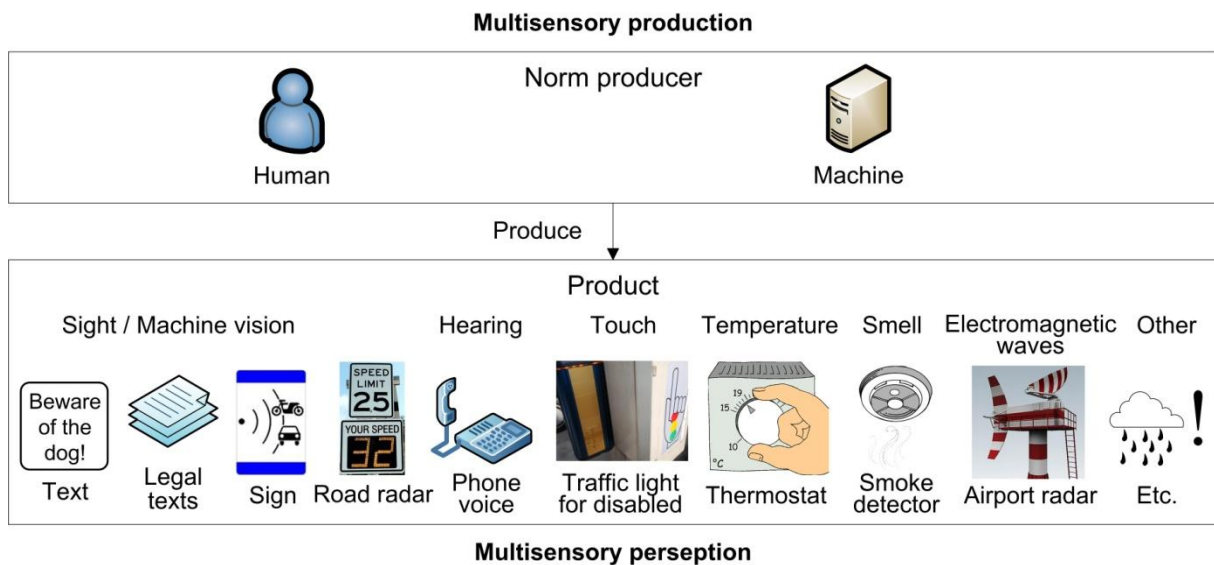 Multisensory production
Norm producer
Human
Machine
Produce
Product
Sight / Machine vision
Hearing
Touch
Temperature
Smell
Electromagnetic
waves
Other
Beware
of the
dog!
Text
Legal
texts
Sign
SPEED
LIMIT
25
YOUR SPEED
32
Road radar
Phone
voice
Traffic light
for disabled
19
15
10
°C
Thermostat
Smoke
detector
Airport radar
!
Etc.
Multisensory perseption